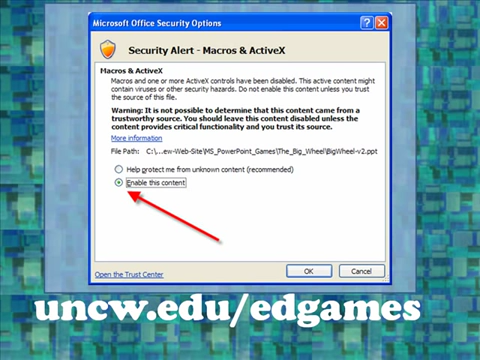 Microsoft Office Security Options
Security Alert - Macros & ActiveX
Macros & ActiveX
Macros and one or more ActiveX controls have been disabled. This active content might
contain viruses or other security hazards. Do not enable this content unless you trust
the source of this file.
Warning: It is not possible to determine that this content came from a
trustworthy source. You should leave this content disabled unless the
content provides critical functionality and you trust its source.
More information
File Path: C:\...ew-Web-Site\MS_PowerPoint_Games\The_Big_Wheel\BigWheel-v2.ppt
Help protect me from unknown content (recommended)
Enable this content
Open the Trust Center
OK
Cancel
uncw.edu/edgames